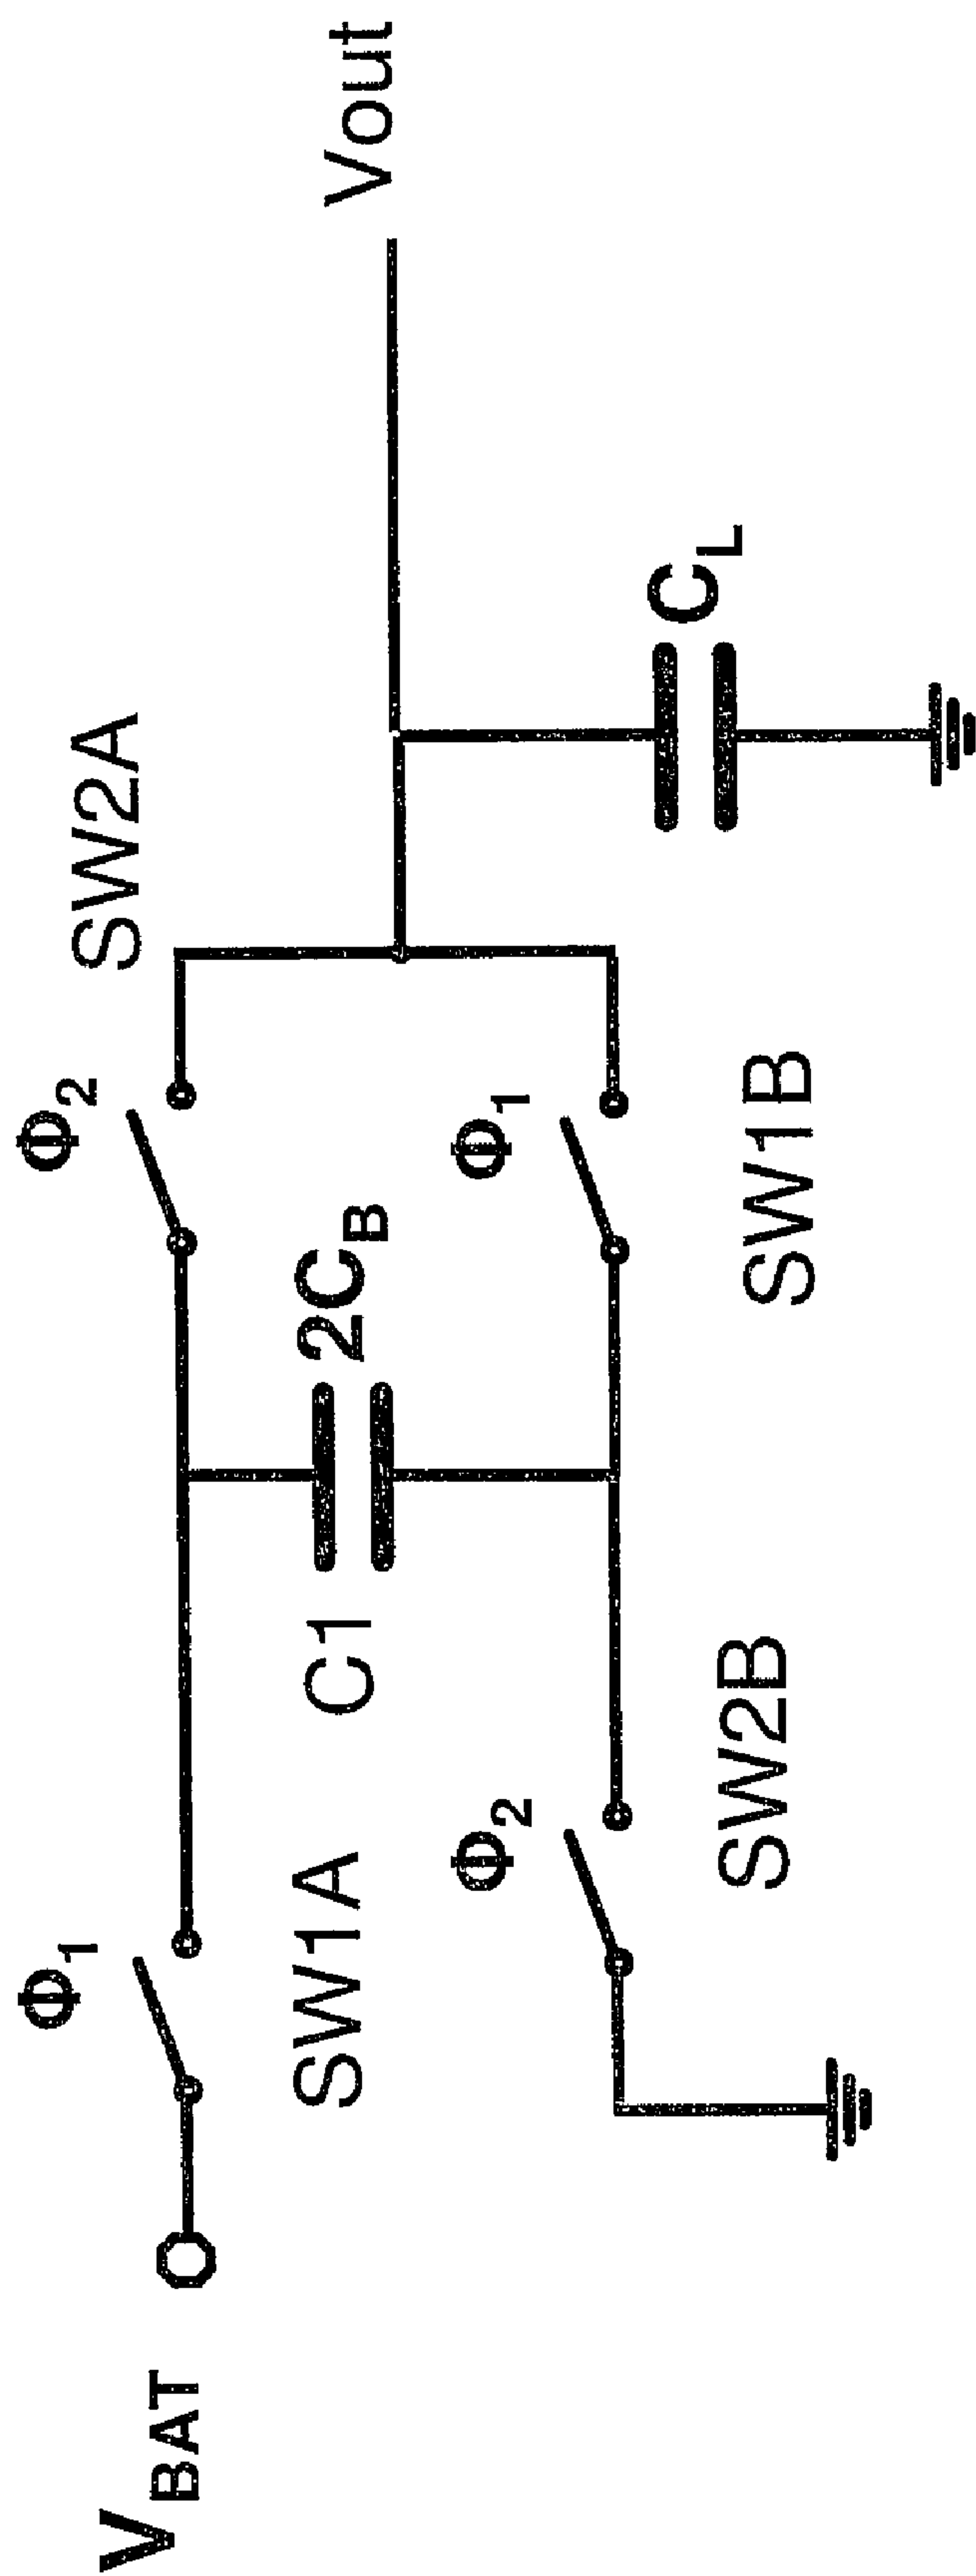 V_BAT
Φ₁
SW1A
Φ₂
SW2B
C1
2C_B
Φ₂
SW2A
Φ₁
SW1B
C_L
Vout